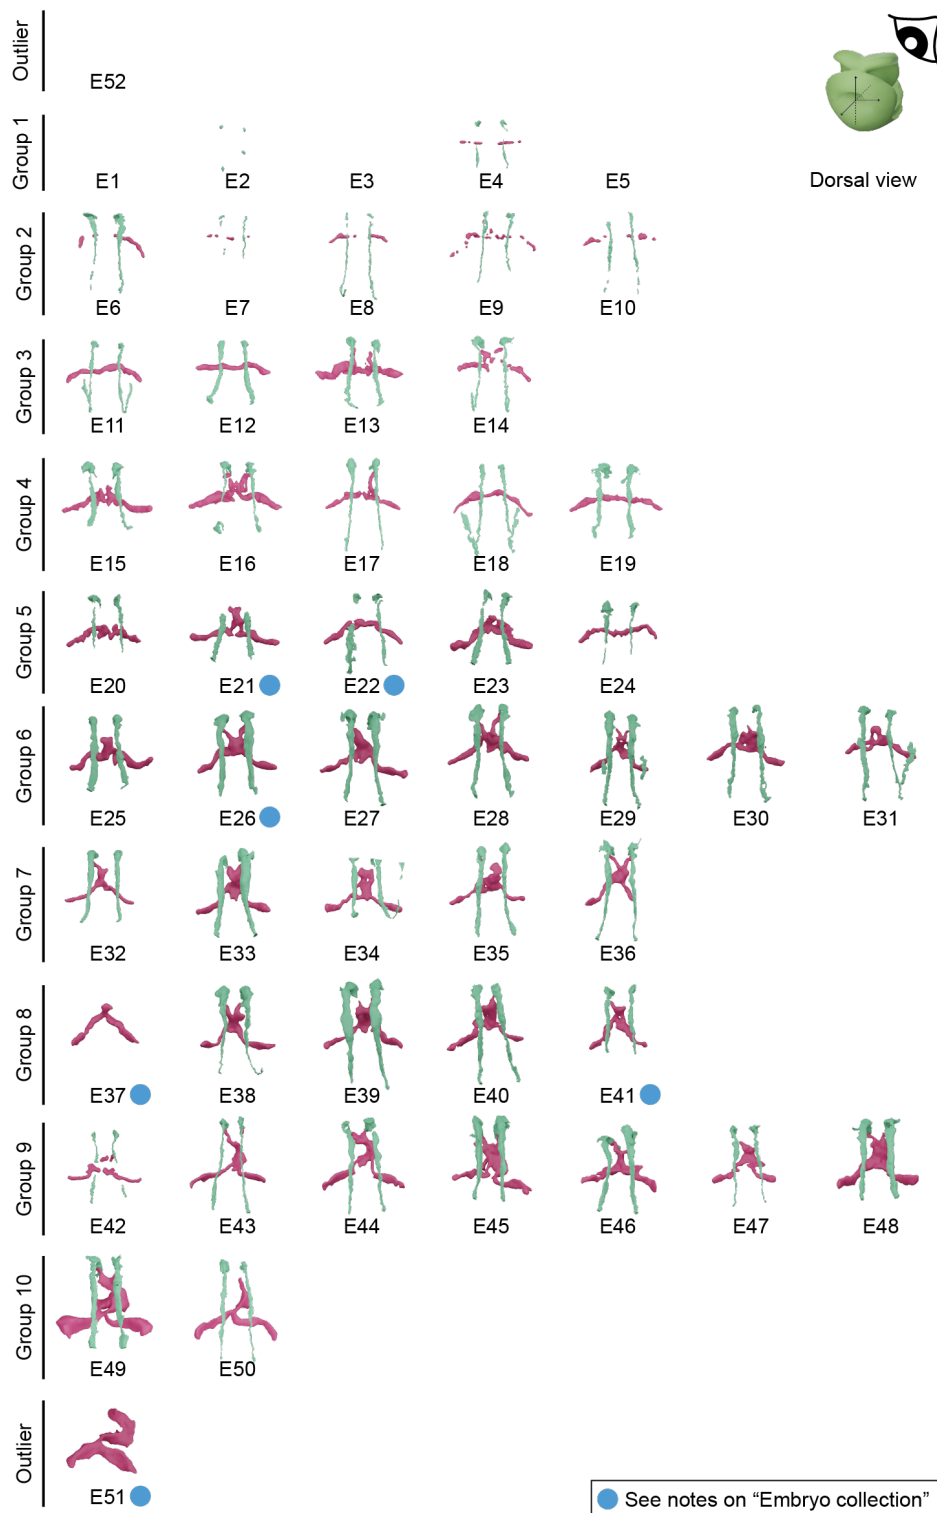 Outlier
E52
Dorsal view
Group 1
E1 E2 E3 E4 E5
Group 2
E6 E7 E8 E9 E10
Group 3
E11 E12 E13 E14
Group 4
E15 E16 E17 E18 E19
Group 5
E20 E21 E22 E23 E24
Group 6
E25 E26 E27 E28 E29 E30 E31
Group 7
E32 E33 E34 E35 E36
Group 8
E37 E38 E39 E40 E41
Group 9
E42 E43 E44 E45 E46 E47 E48
Group 10
E49 E50
Outlier
E51
See notes on “Embryo collection”